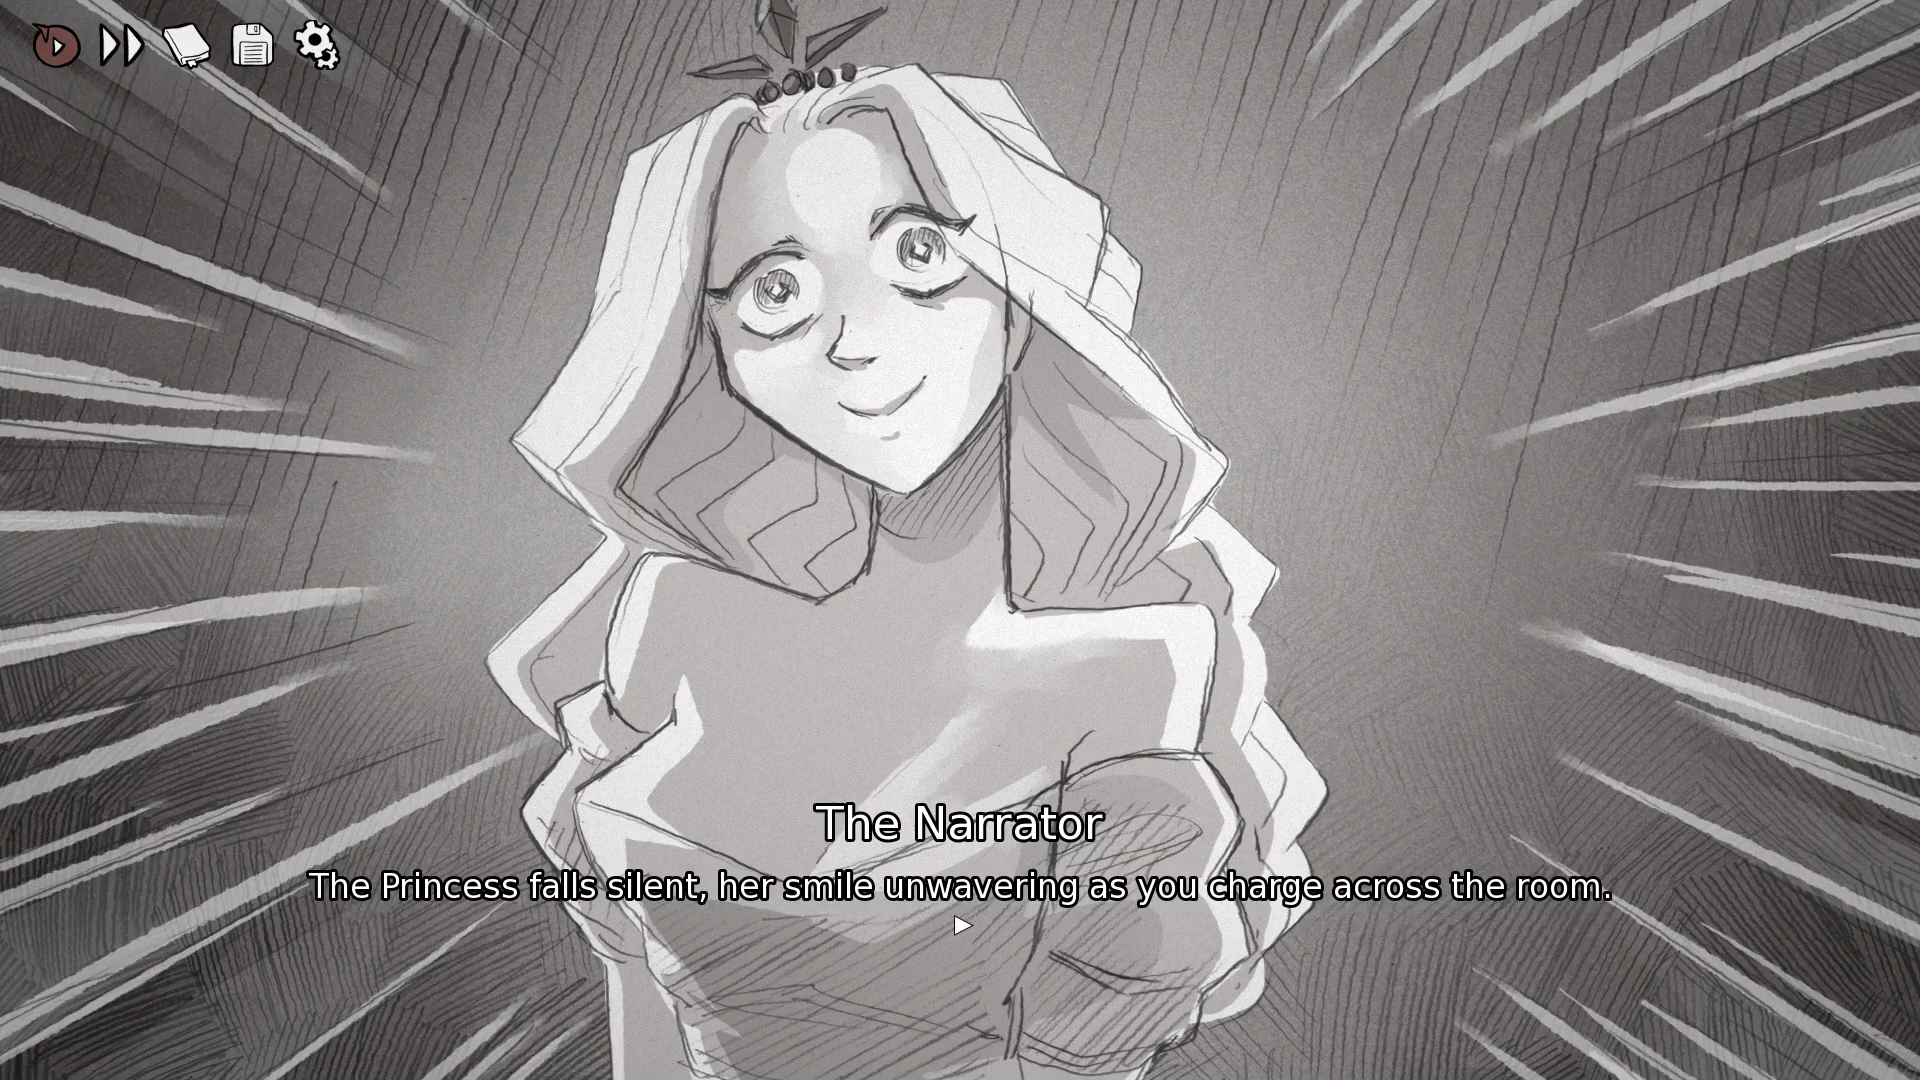 The Narrator
The Princess falls silent, her smile unwavering as you charge across the room.